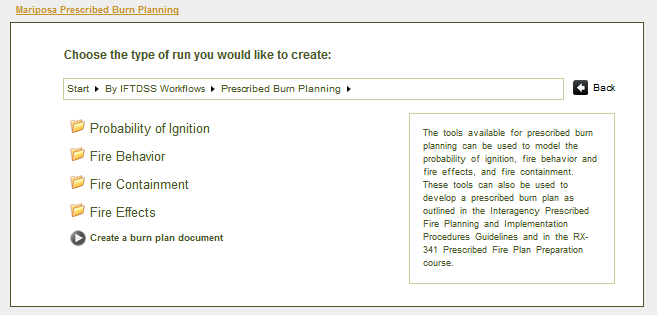 Mariposa Prescribed Burn Planning
Choose the type of run you would like to create:
Start ▶ By IFTDSS Workflows ▶ Prescribed Burn Planning ▶
Back
Probability of Ignition
Fire Behavior
Fire Containment
Fire Effects
Create a burn plan document
The tools available for prescribed burn
planning can be used to model the
probability of ignition, fire behavior and
fire effects, and fire containment.
These tools can also be used to
develop a prescribed burn plan as
outlined in the Interagency Prescribed
Fire Planning and Implementation
Procedures Guidelines and in the RX-
341 Prescribed Fire Plan Preparation
course.